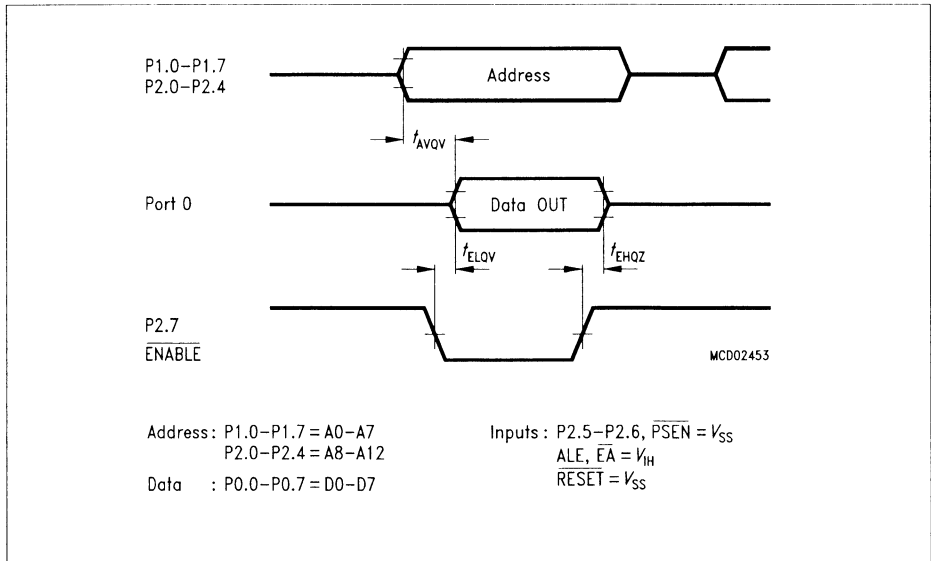 P1.0-P1.7
P2.0-P2.4
Address
tAVQV
Port 0
Data OUT
tELQV
tEHQZ
P2.7
ENABLE
MCD02453
Address: P1.0-P1.7 = A0-A7
P2.0-P2.4 = A8-A12
Data : P0.0-P0.7 = D0-D7
Inputs : P2.5-P2.6, PSEN = VSS
ALE, EA = VIH
RESET = VSS